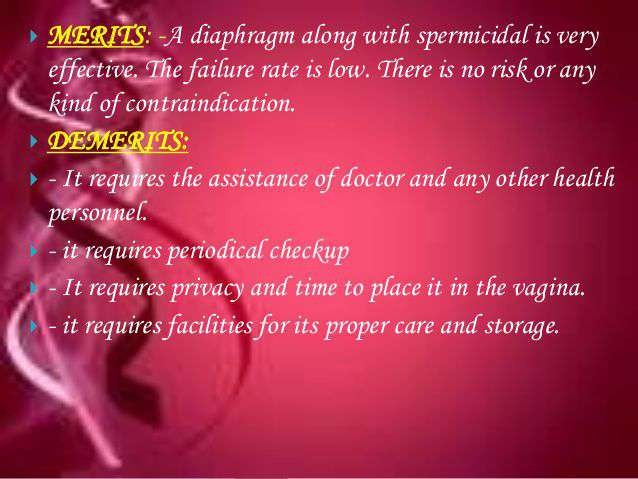 MERITS: -A diaphragm along with spermicidal is very
effective. The failure rate is low. There is no risk or any
kind of contraindication.
DEMERITS:
- It requires the assistance of doctor and any other health
personnel.
- it requires periodical checkup
- It requires privacy and time to place it in the vagina.
- it requires facilities for its proper care and storage.